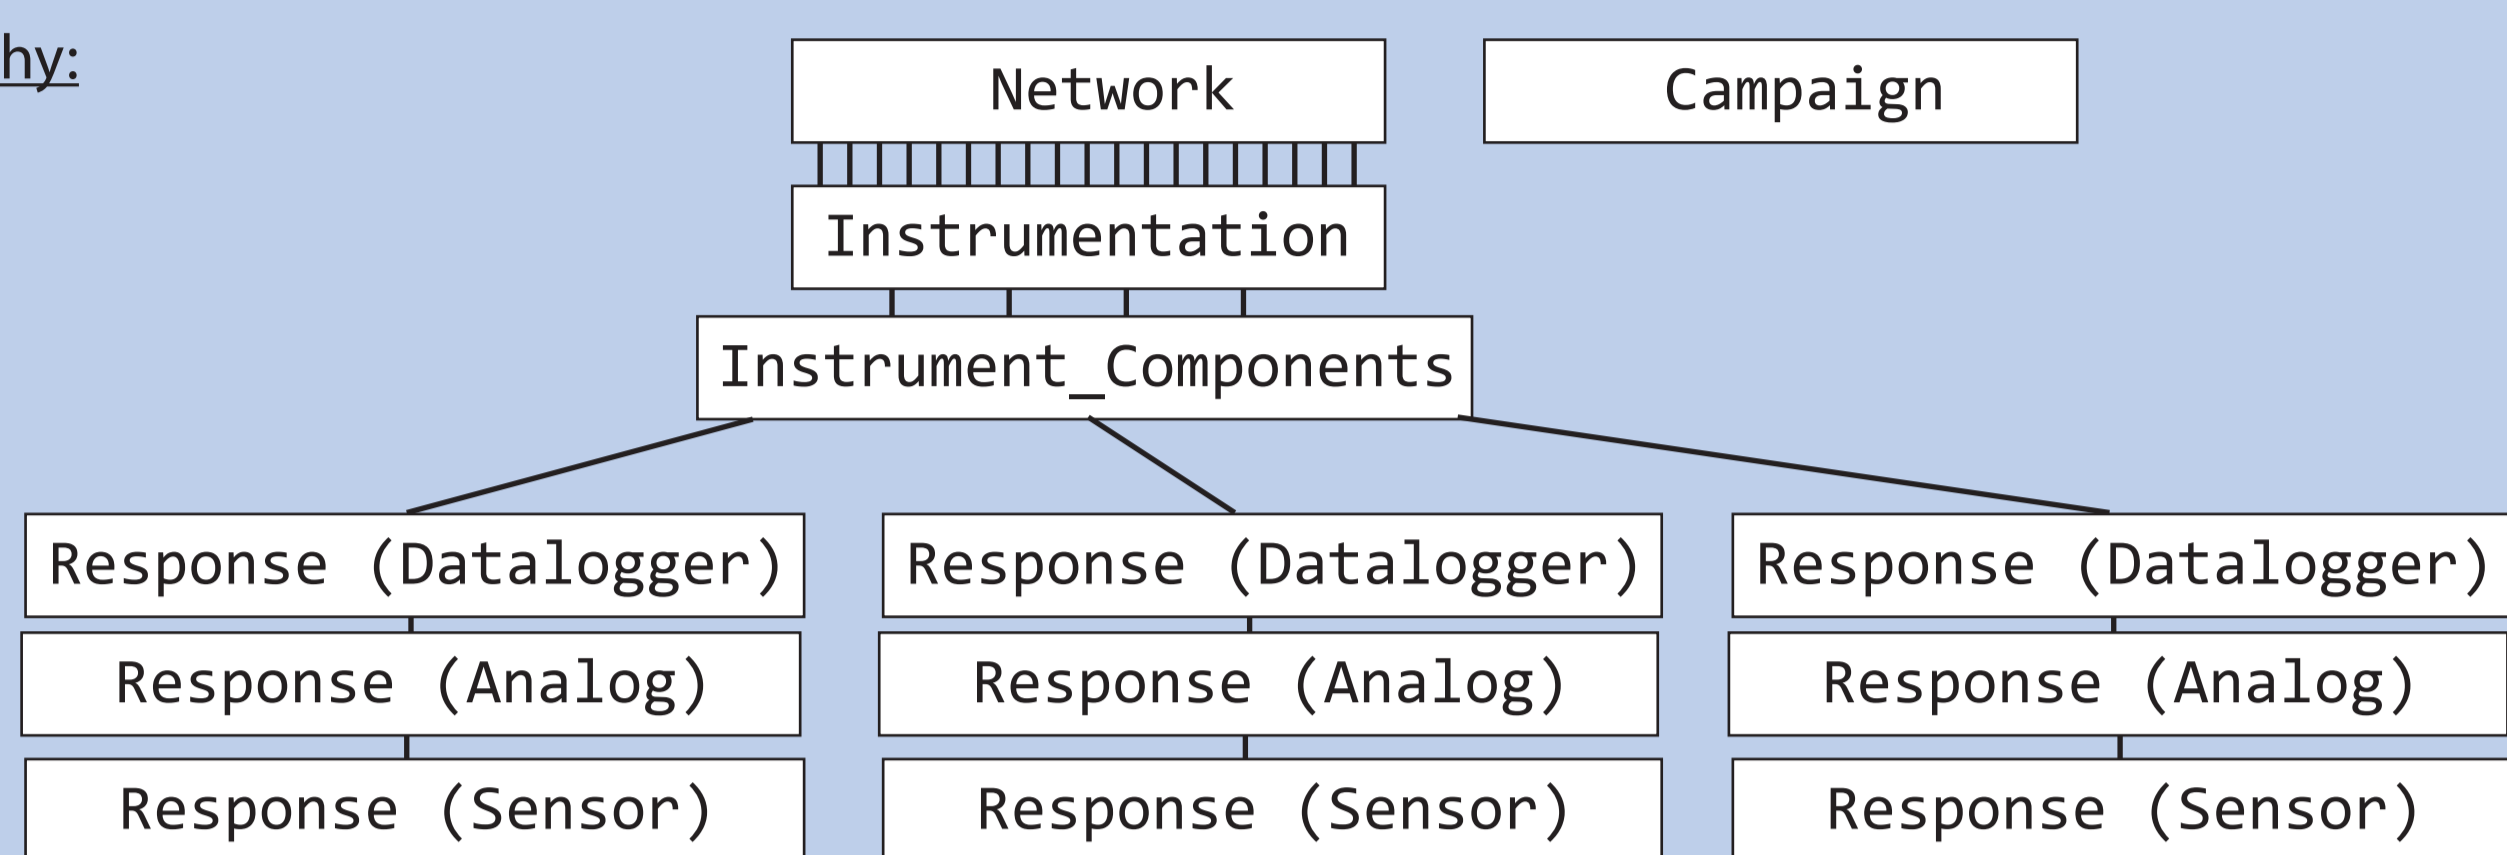 hy:
Network Campaign
Instrumentation
Instrument_Components
Response (Datalogger) Response (Datalogger) Response (Datalogger)
Response (Analog) Response (Analog) Response (Analog)
Response (Sensor) Response (Sensor) Response (Sensor)